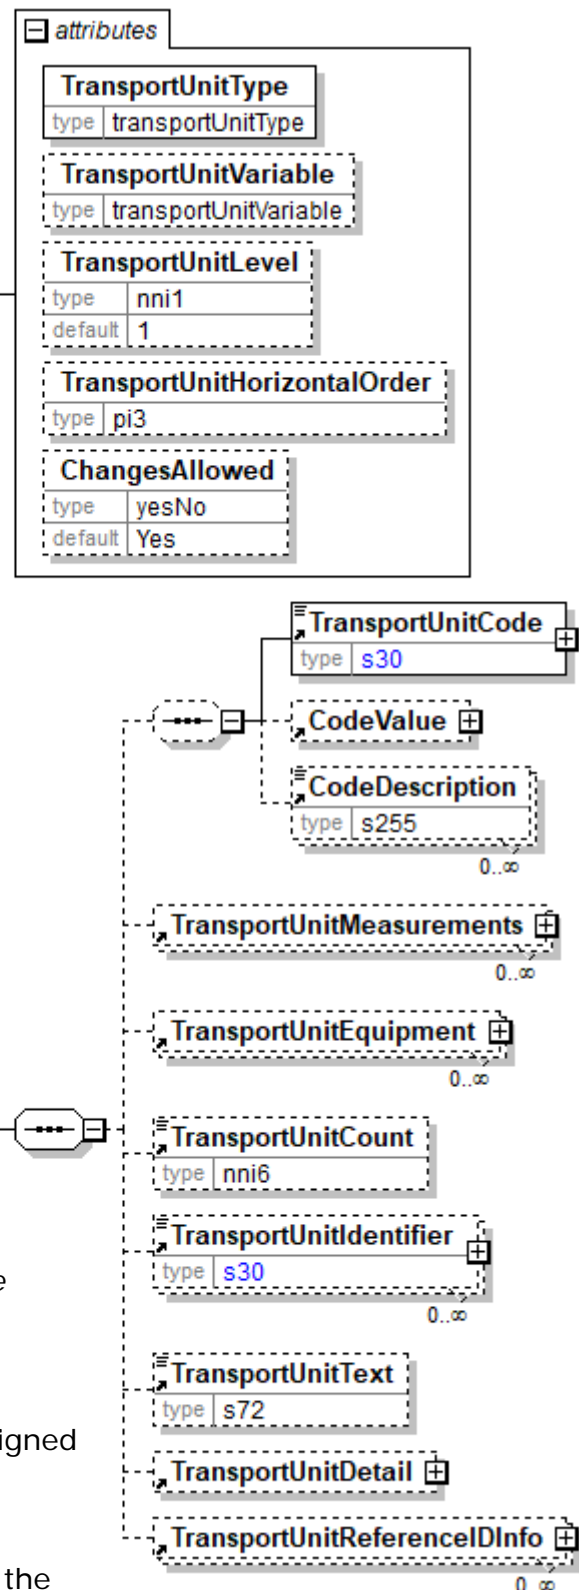 attributes
TransportUnitType
type transportUnitType
TransportUnitVariable
type transportUnitVariable
TransportUnitLevel
type nni1
default 1
TransportUnitHorizontalOrder
type pi3
ChangesAllowed
type yesNo
default Yes
TransportUnitCode
type s30
CodeValue
CodeDescription
type s255
0..∞
TransportUnitMeasurements
0..∞
TransportUnitEquipment
0..∞
TransportUnitCount
type nni6
TransportUnitIdentifier
type s30
e
0..∞
TransportUnitText
type s72
igned
TransportUnitDetail
TransportUnitReferenceIDInfo
the
0..∞